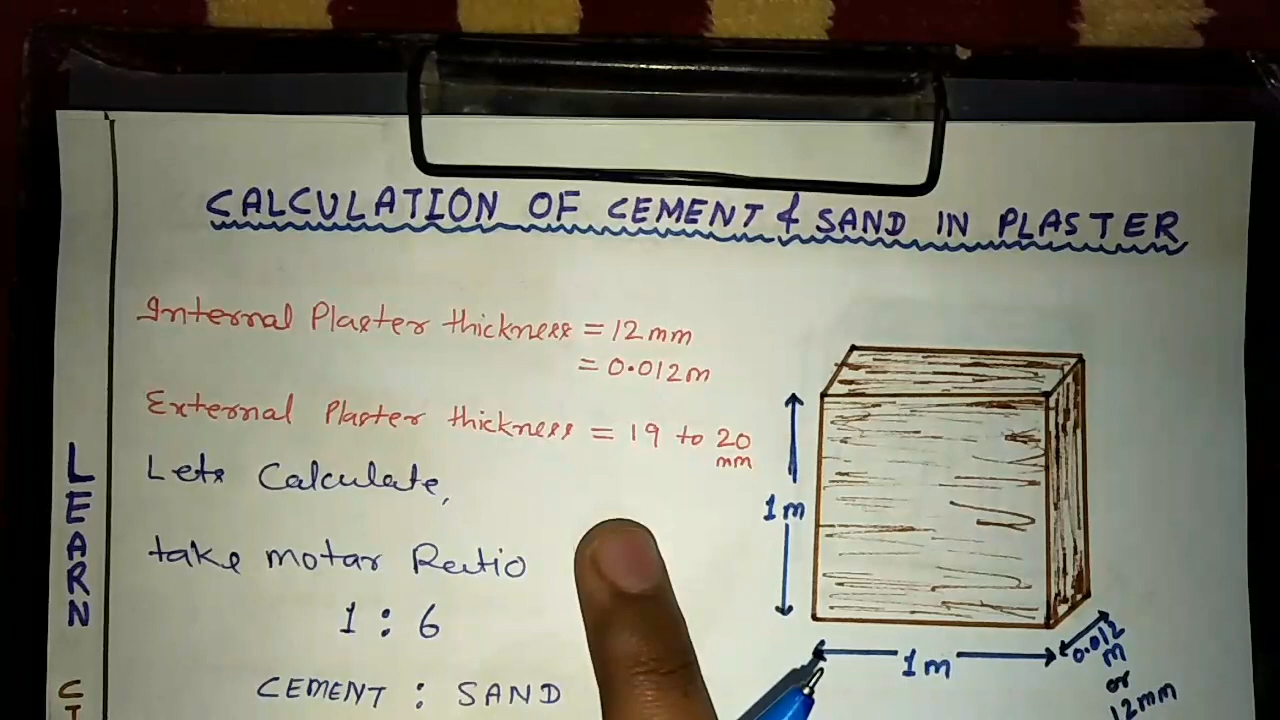 CALCULATION OF CEMENT & SAND IN PLASTER
Internal Plaster thickness = 12mm
= 0.012m
External Plaster thickness = 19 to 20
mm
Lets Calculate,
take motar Ratio
1 : 6
CEMENT : SAND
1m
1m
0.012
m
or
12mm
LEARN